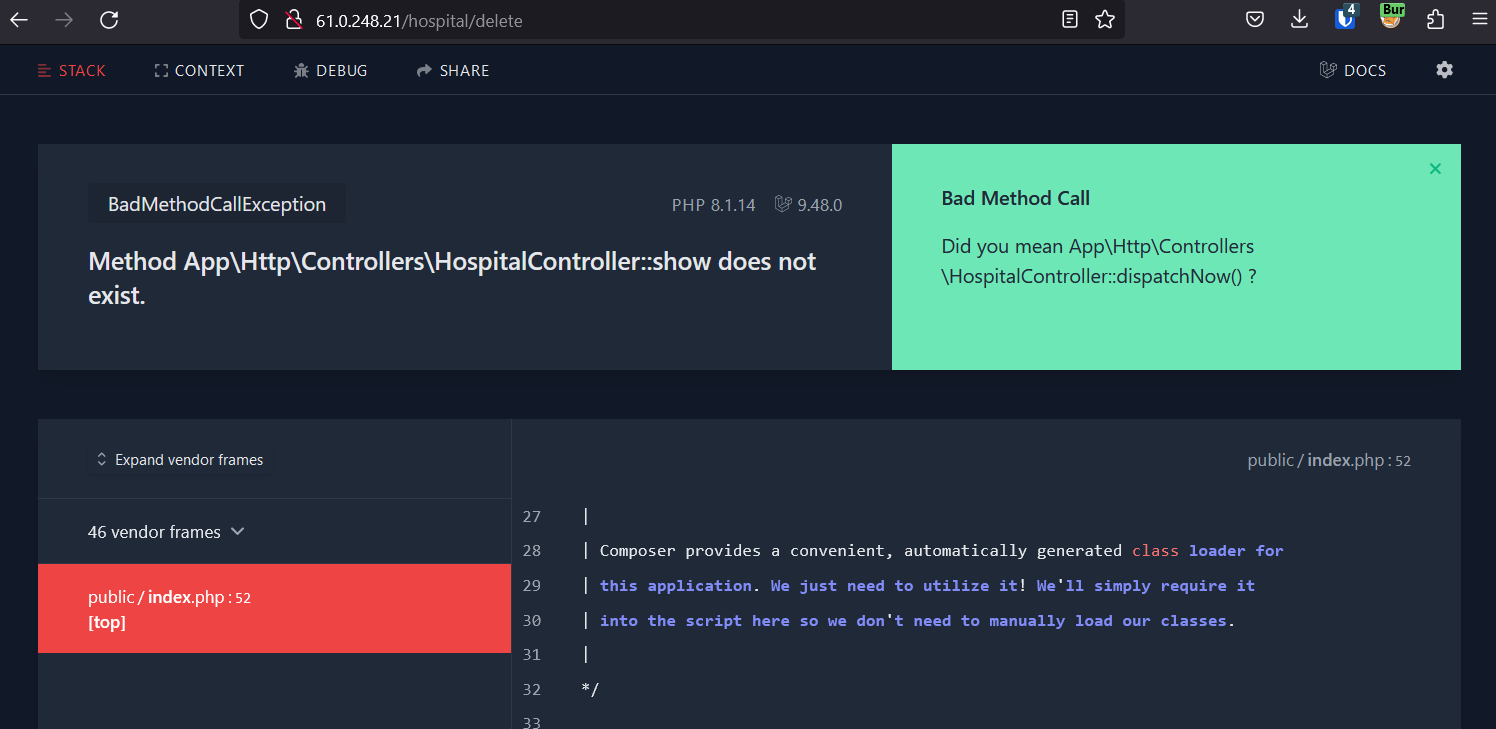 61.0.248.21/hospital/delete
4
Bur
STACK
CONTEXT
DEBUG
SHARE
DOCS
BadMethodCallException
PHP 8.1.14
9.48.0
Method App\Http\Controllers\HospitalController::show does not
exist.
Bad Method Call
Did you mean App\Http\Controllers
\HospitalController::dispatchNow() ?
Expand vendor frames
46 vendor frames
public / index.php : 52
[top]
public / index.php : 52
27 |
28 | Composer provides a convenient, automatically generated class loader for
29 | this application. We just need to utilize it! We'll simply require it
30 | into the script here so we don't need to manually load our classes.
31 |
32 */
33